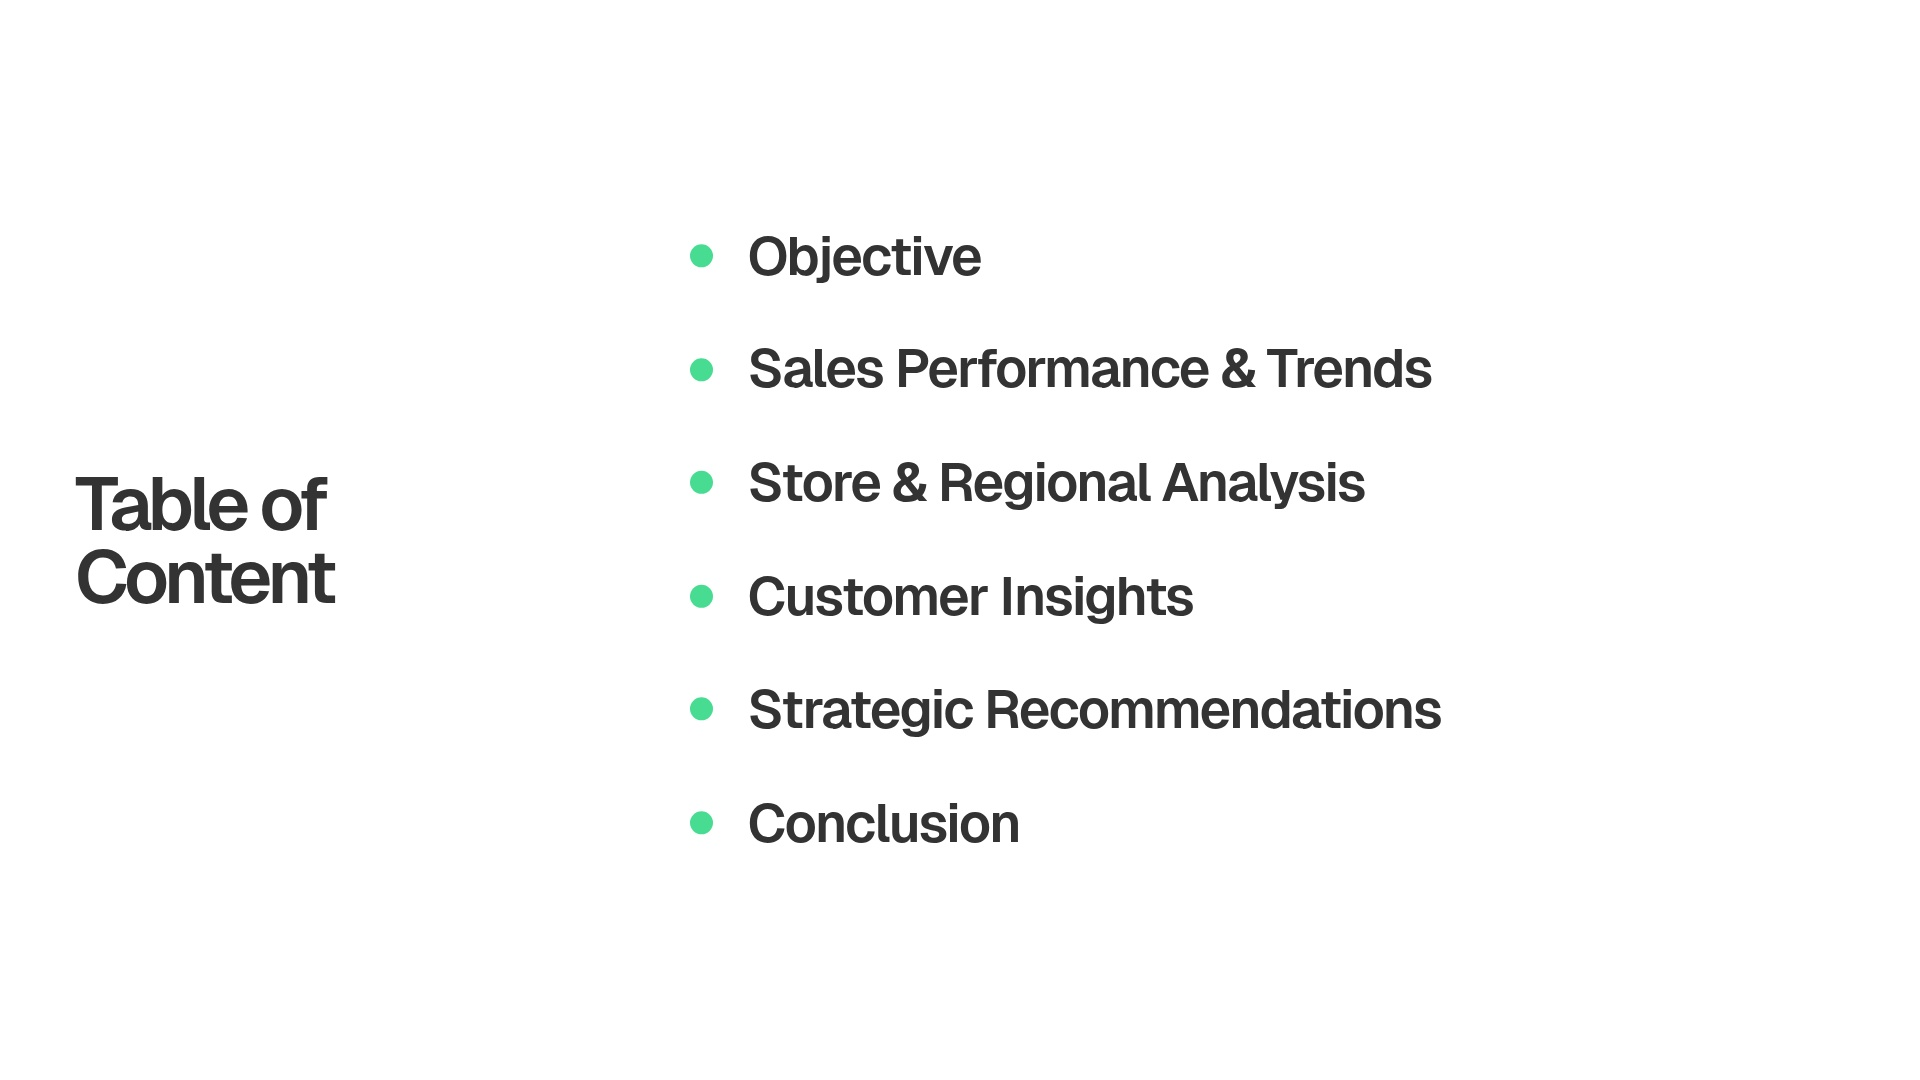 Table of
Content
Objective
Sales Performance & Trends
Store & Regional Analysis
Customer Insights
Strategic Recommendations
Conclusion